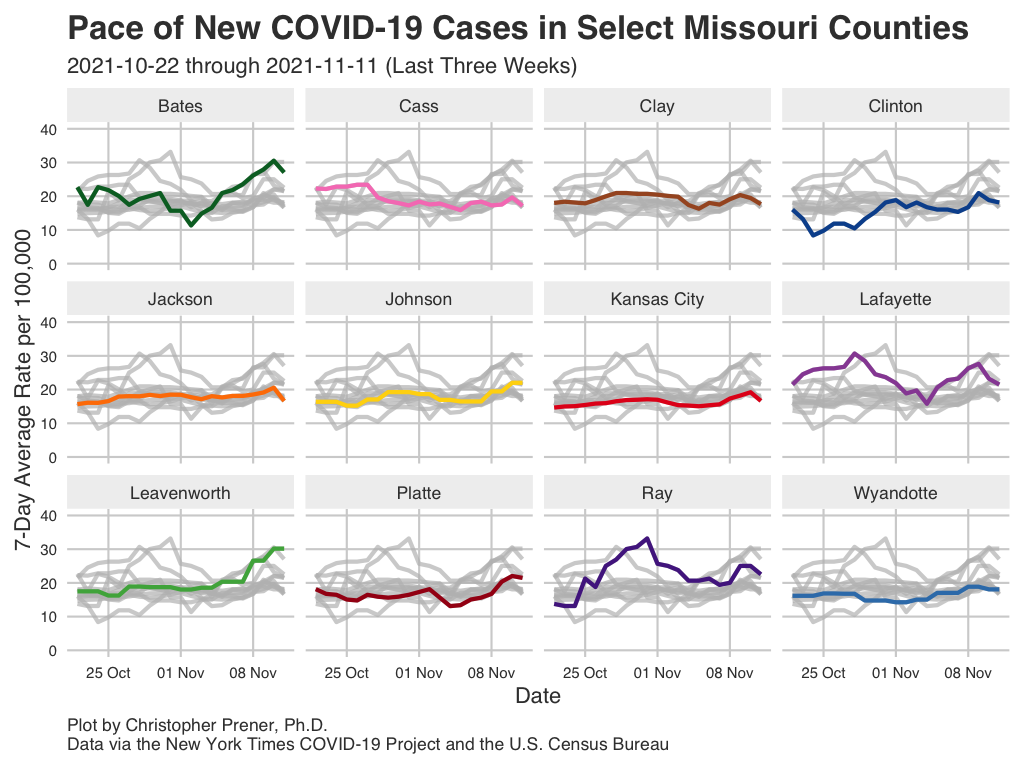 Pace of New COVID-19 Cases in Select Missouri Counties
2021-10-22 through 2021-11-11 (Last Three Weeks)
Bates
Cass
Clay
Clinton
40
30
20
10
0
Jackson
Johnson
Kansas City
Lafayette
40
30
20
10
0
Leavenworth
Platte
Ray
Wyandotte
40
30
20
10
0
7-Day Average Rate per 100,000
25 Oct 01 Nov 08 Nov
25 Oct 01 Nov 08 Nov
25 Oct 01 Nov 08 Nov
25 Oct 01 Nov 08 Nov
Date
Plot by Christopher Prener, Ph.D.
Data via the New York Times COVID-19 Project and the U.S. Census Bureau